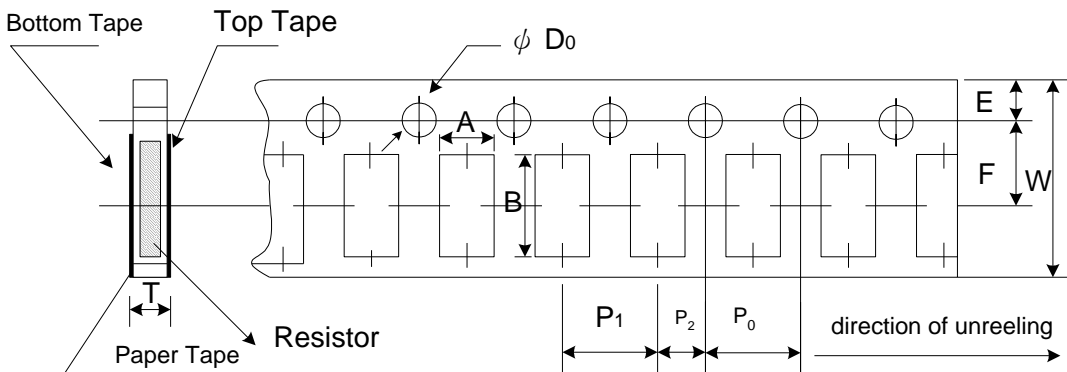 Bottom Tape
Top Tape
ψ D0
E
A
F
W
B
T
P1
P2
P0
Resistor
direction of unreeling
Paper Tape